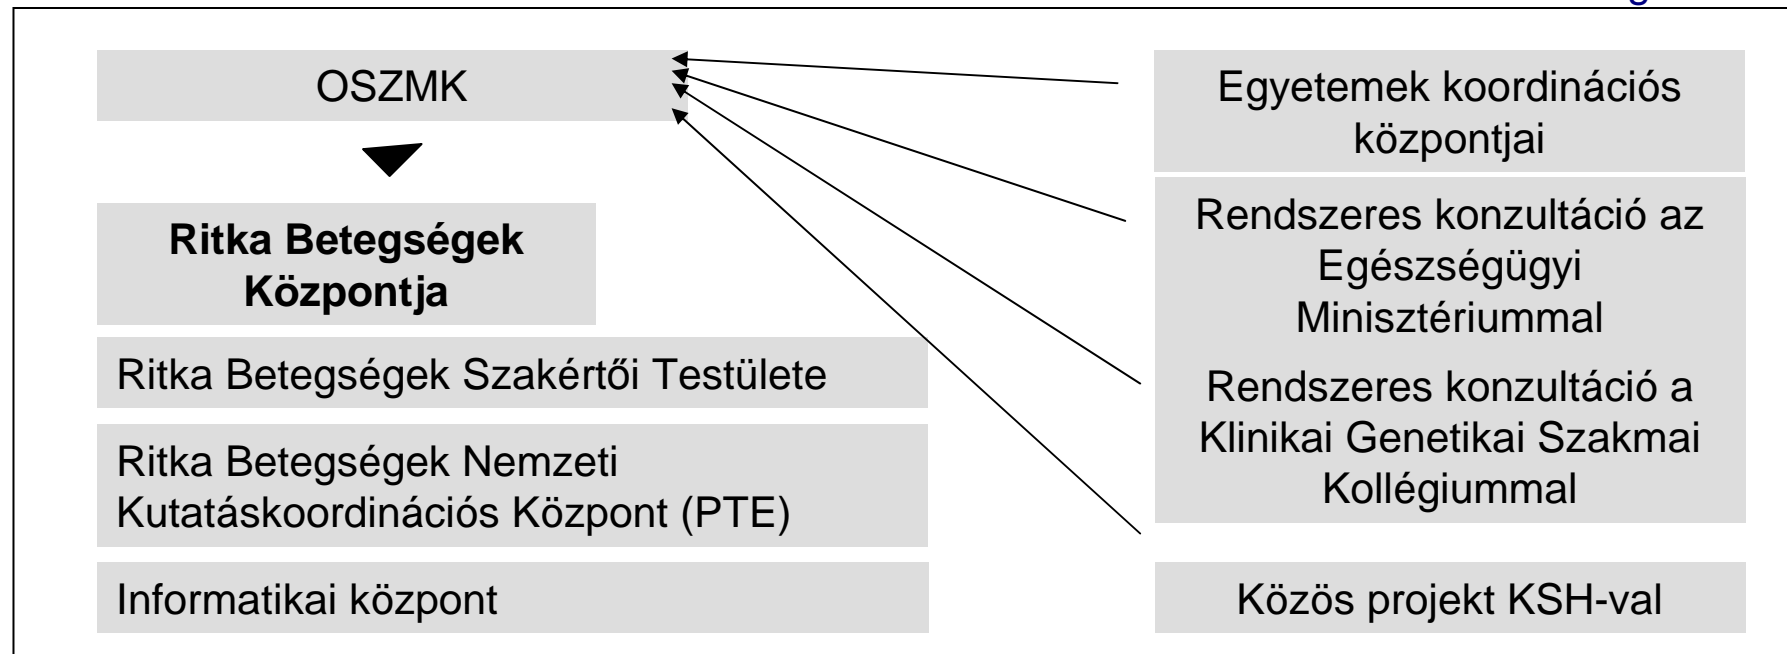 OSZMK
Ritka Betegségek
Központja
Ritka Betegségek Szakértői Testülete
Ritka Betegségek Nemzeti
Kutatáskoordinációs Központ (PTE)
Informatikai központ
Egyetemek koordinációs
központjai
Rendszeres konzultáció az
Egészségügyi
Minisztériummal
Rendszeres konzultáció a
Klinikai Genetikai Szakmai
Kollégiummal
Közös projekt KSH-val